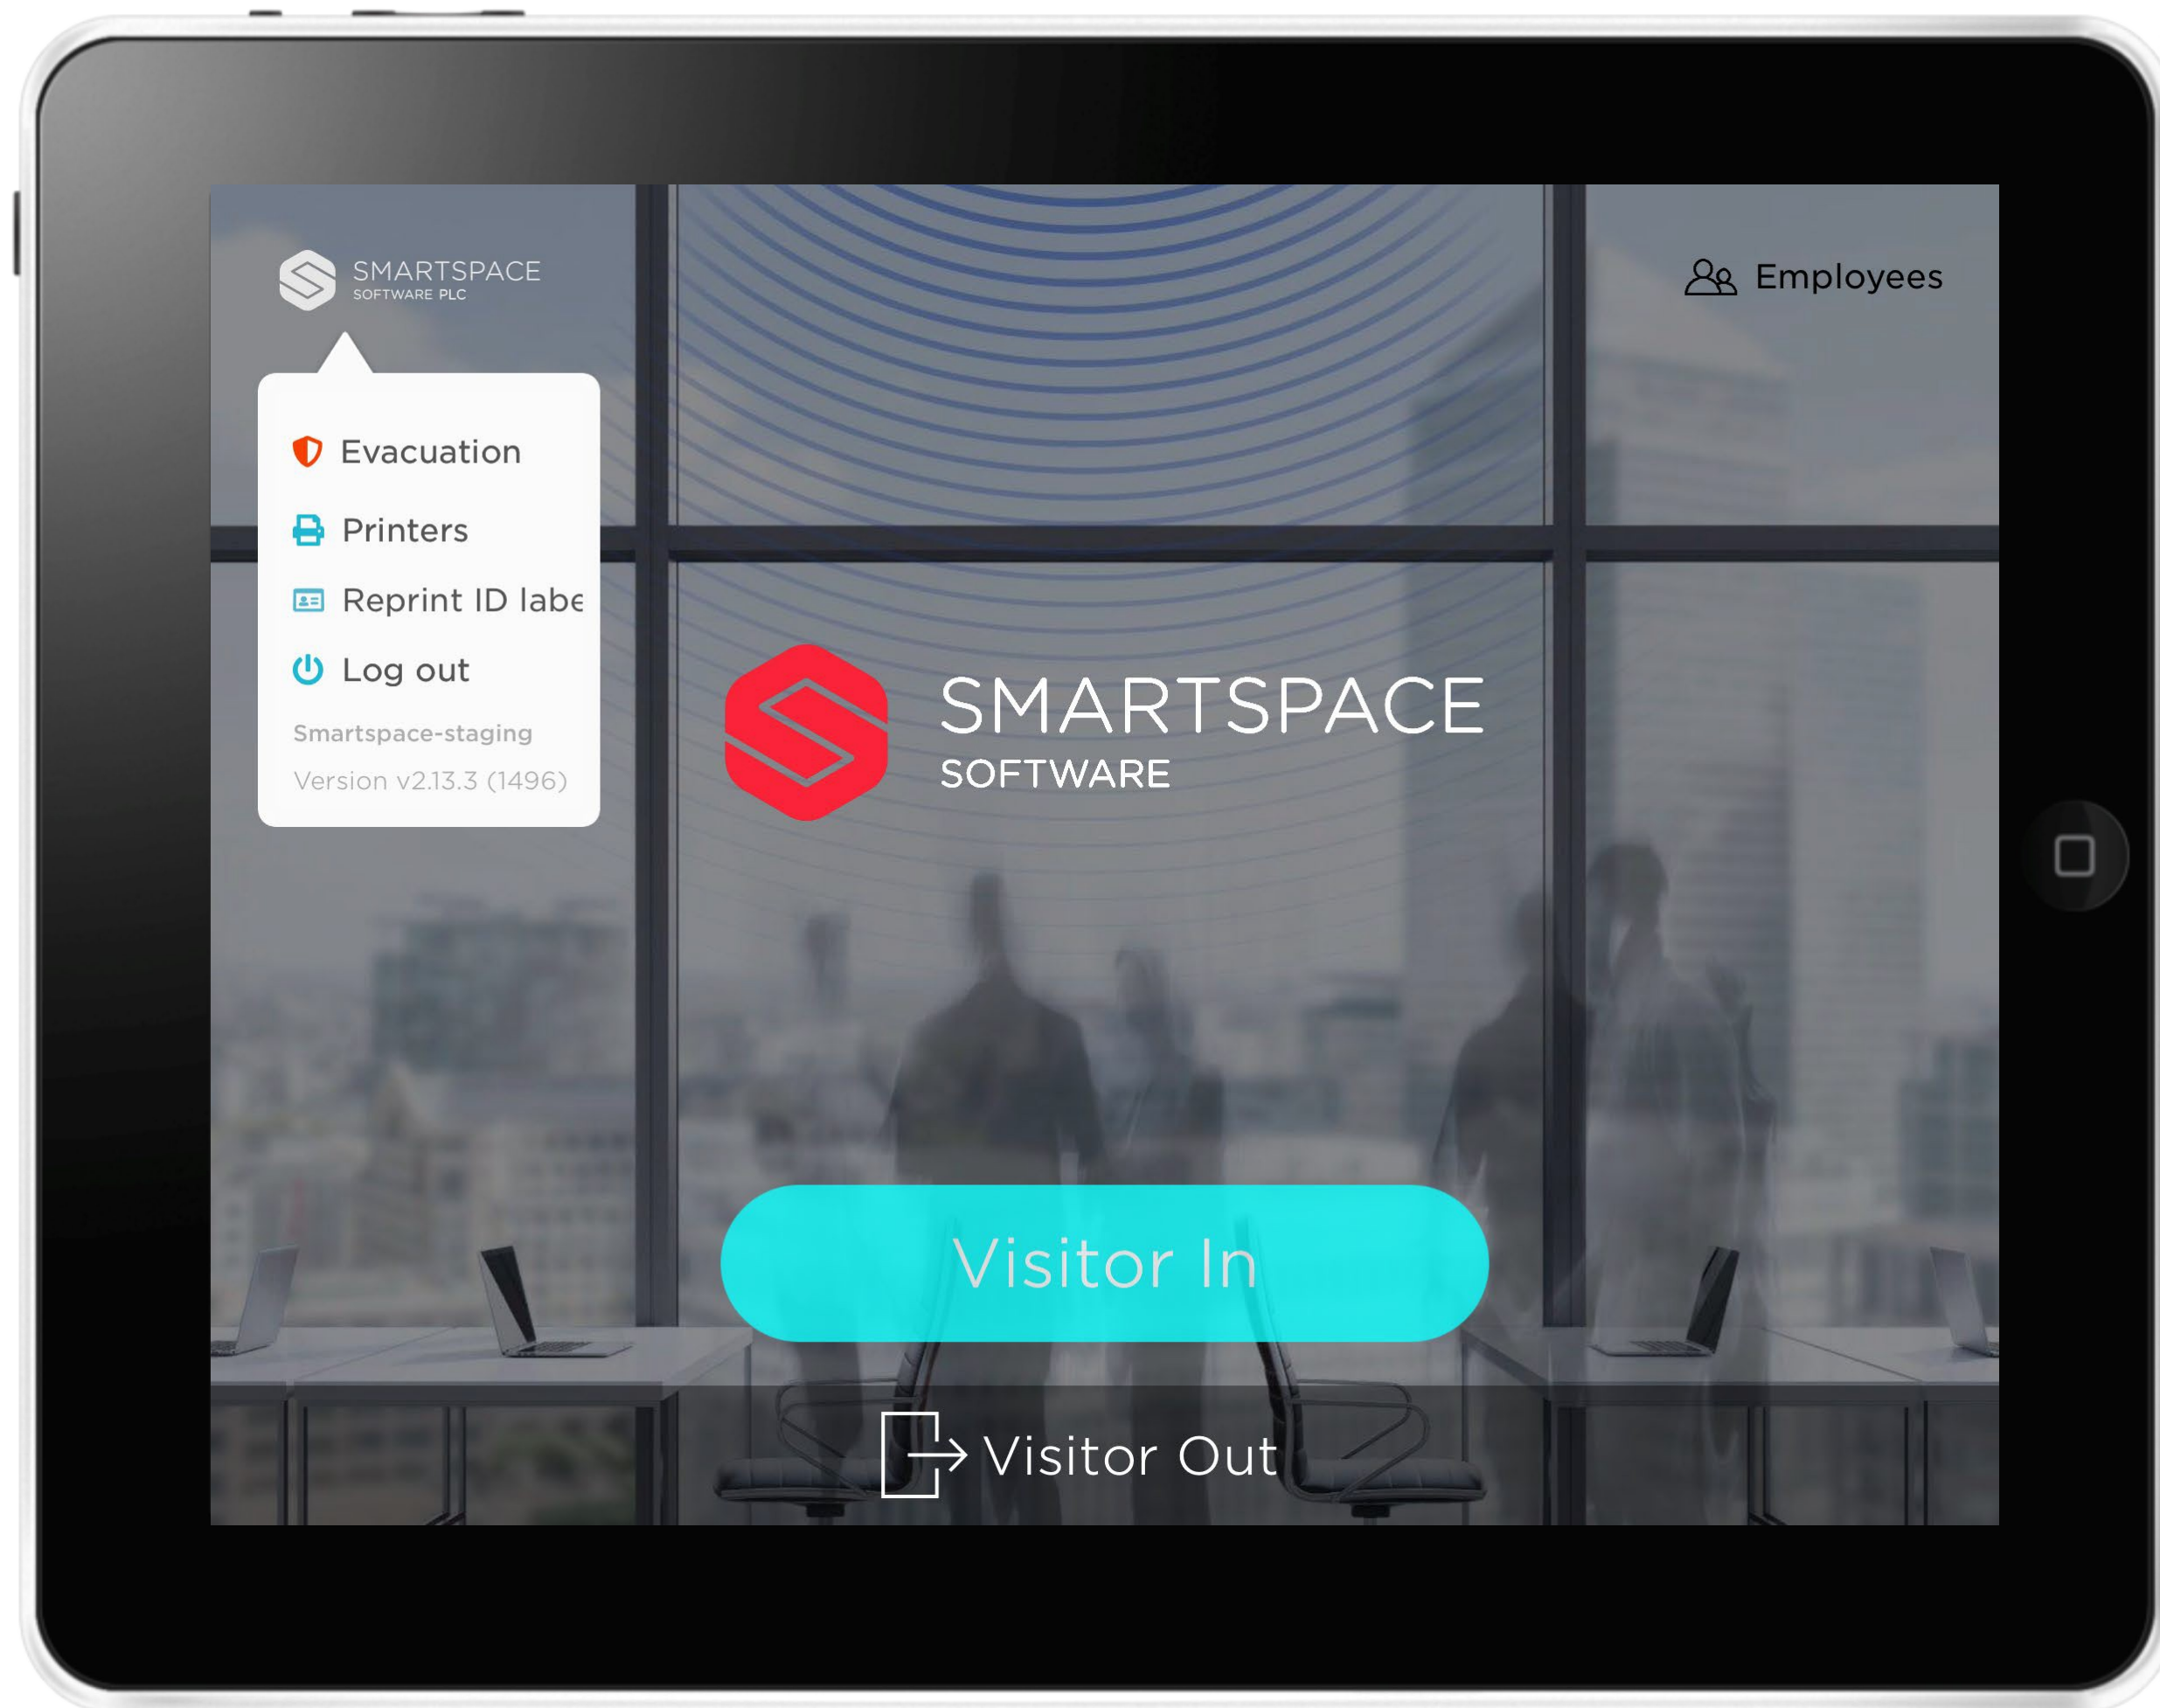 SMARTSPACE
SOFTWARE PLC
Employees
Evacuation
Printers
Reprint ID labe
Log out
Smartspace-staging
Version v2.13.3 (1496)
SMARTSPACE
SOFTWARE
Visitor In
Visitor Out